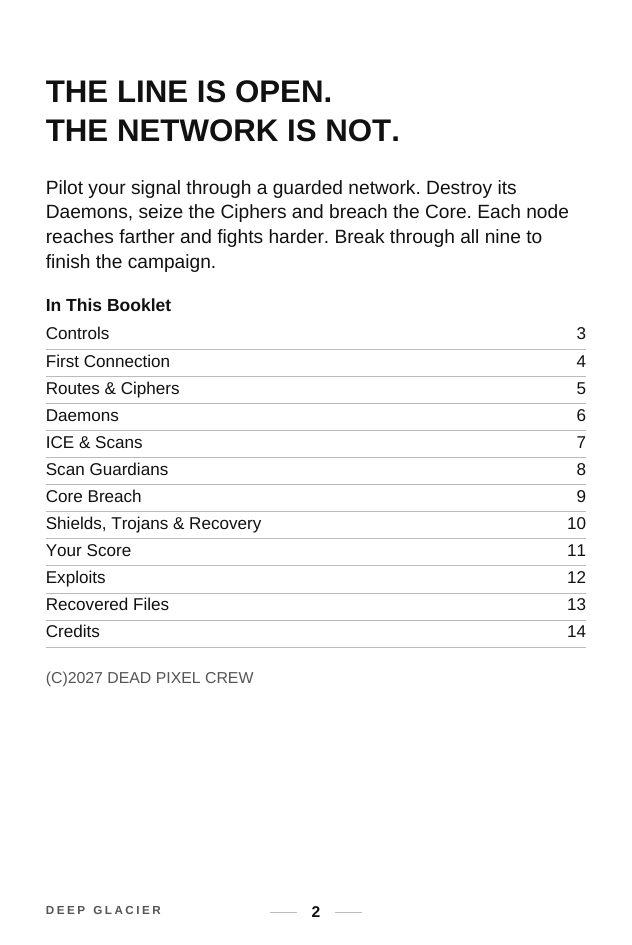 THE LINE IS OPEN.
THE NETWORK IS NOT.
Pilot your signal through a guarded network. Destroy its
Daemons, seize the Ciphers and breach the Core. Each node
reaches farther and fights harder. Break through all nine to
finish the campaign.
In This Booklet
Controls 3
First Connection 4
Routes & Ciphers 5
Daemons 6
ICE & Scans 7
Scan Guardians 8
Core Breach 9
Shields, Trojans & Recovery 10
Your Score 11
Exploits 12
Recovered Files 13
Credits 14
(C)2027 DEAD PIXEL CREW
DEEP GLACIER 2